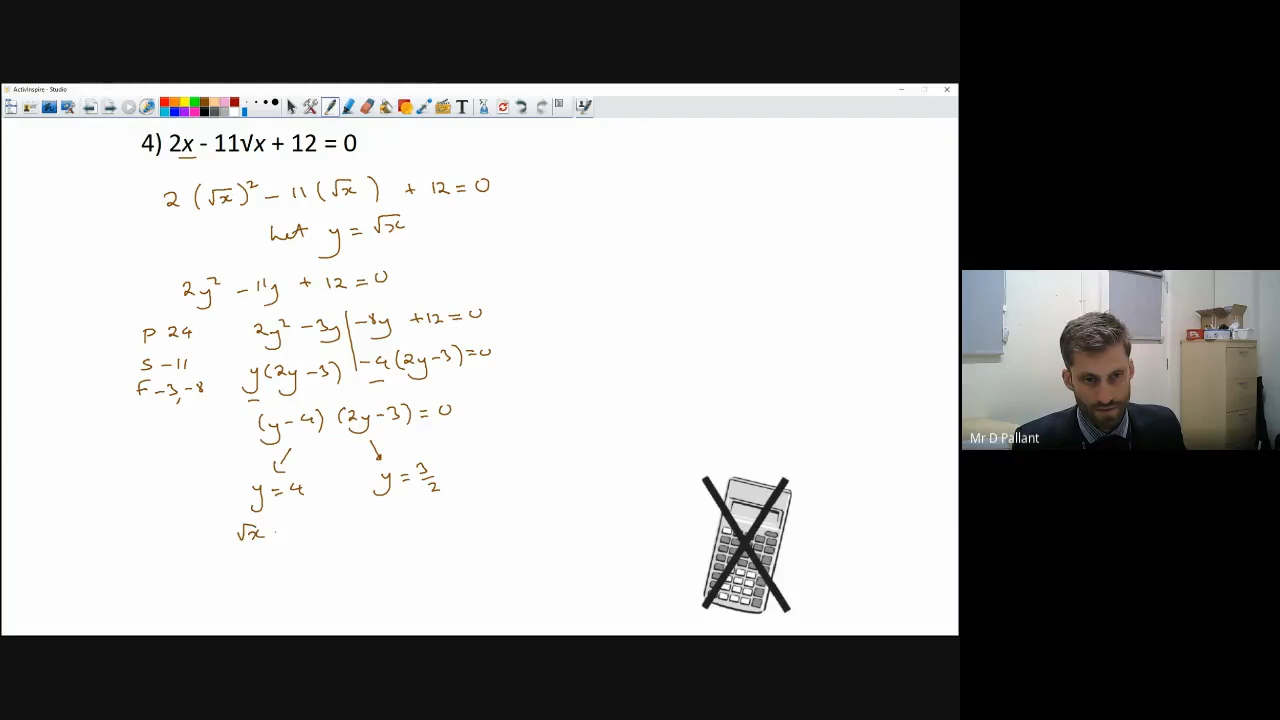 ActivInspire - Studio
4) 2x - 11√x + 12 = 0
2 (√x)² - 11 (√x) + 12 = 0
Let y = √x
2y² - 11y + 12 = 0
P 24 2y² - 3y | - 8y + 12 = 0
S -11 y(2y - 3) | - 4(2y - 3) = 0
F -3, -8
(y - 4) (2y - 3) = 0
y = 4 y = 3/2
√x
Mr D Pallant